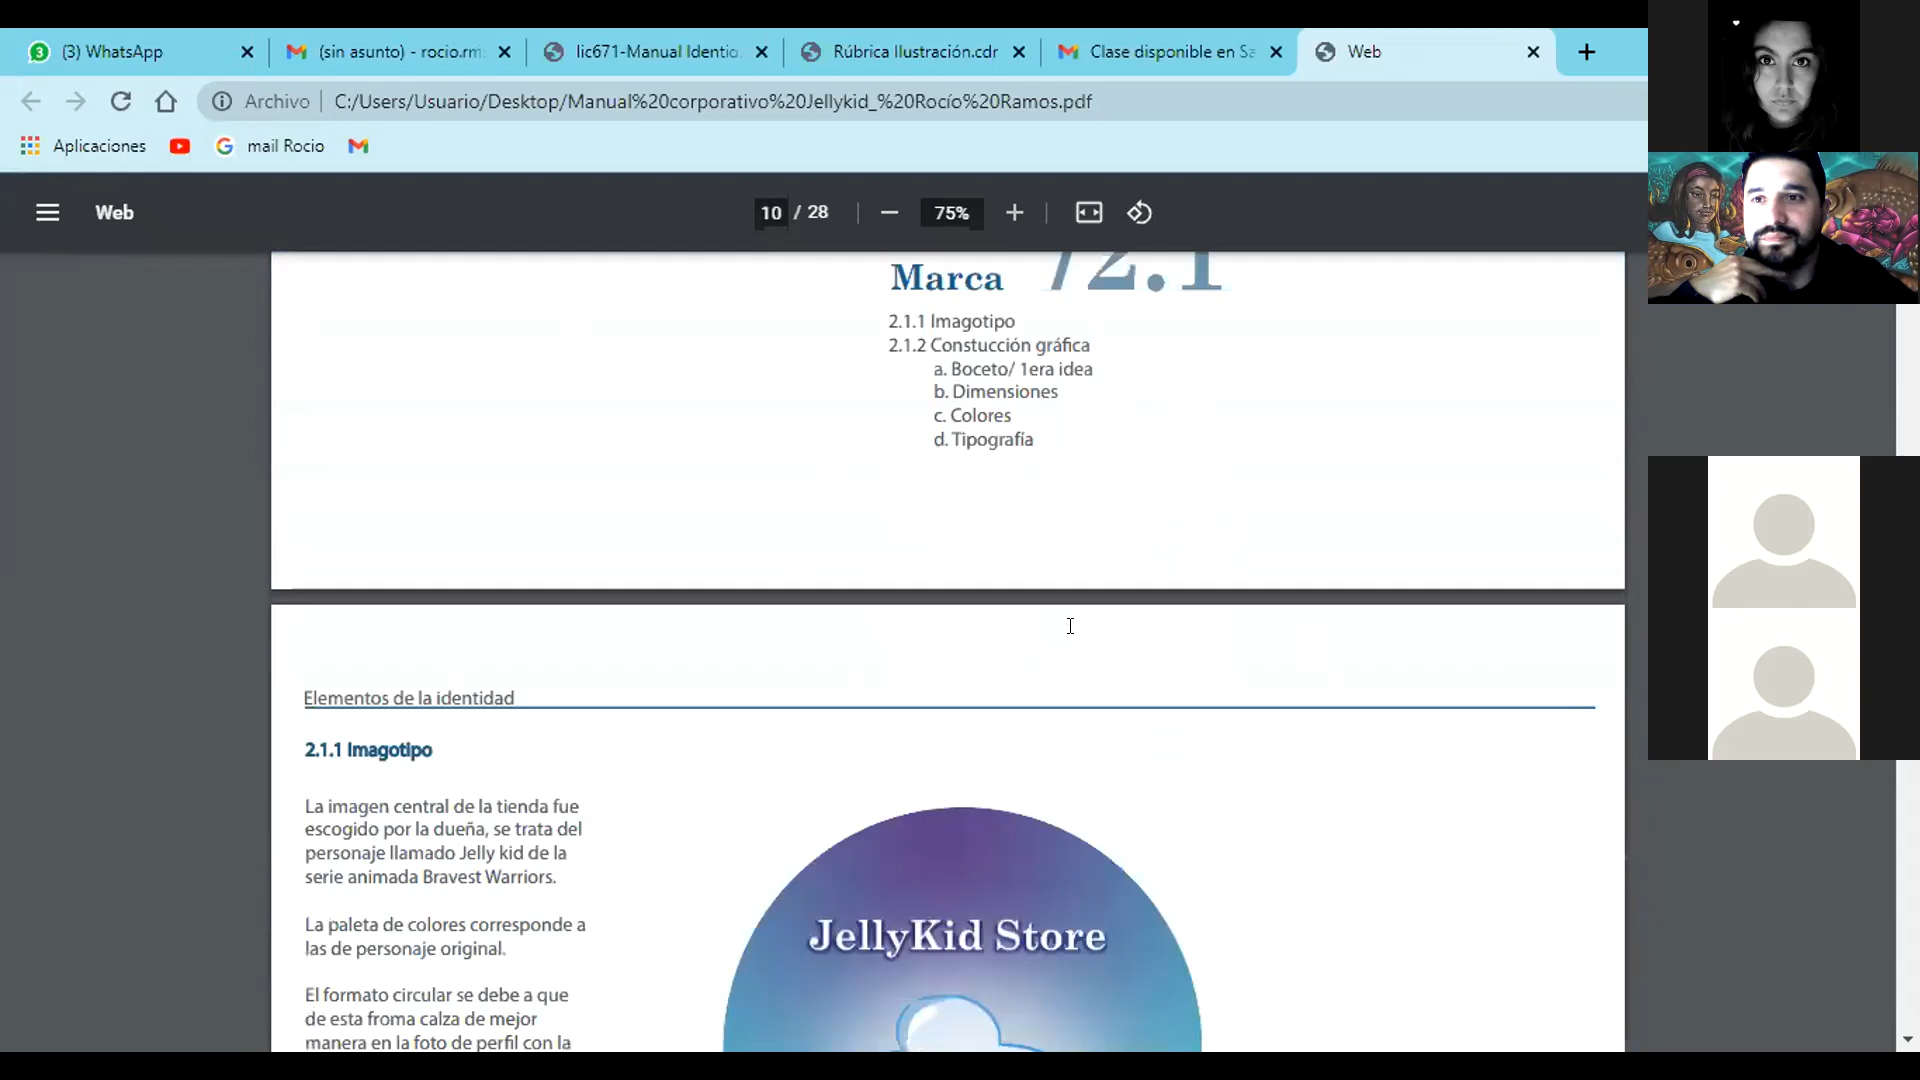 (3) WhatsApp
(sin asunto) - rocio.rm
lic671-Manual Identio
Rúbrica Ilustración.cdr
Clase disponible en Sa
Web
Archivo
C:/Users/Usuario/Desktop/Manual%20corporativo%20Jellykid_%20Rocío%20Ramos.pdf
Aplicaciones
mail Rocio
Web
10 / 28
75%
Marca /2.1
2.1.1 Imagotipo
2.1.2 Constucción gráfica
a. Boceto/ 1era idea
b. Dimensiones
c. Colores
d. Tipografía
Elementos de la identidad
2.1.1 Imagotipo
La imagen central de la tienda fue
escogido por la dueña, se trata del
personaje llamado Jelly kid de la
serie animada Bravest Warriors.
La paleta de colores corresponde a
las de personaje original.
El formato circular se debe a que
de esta froma calza de mejor
manera en la foto de perfil con la
JellyKid Store